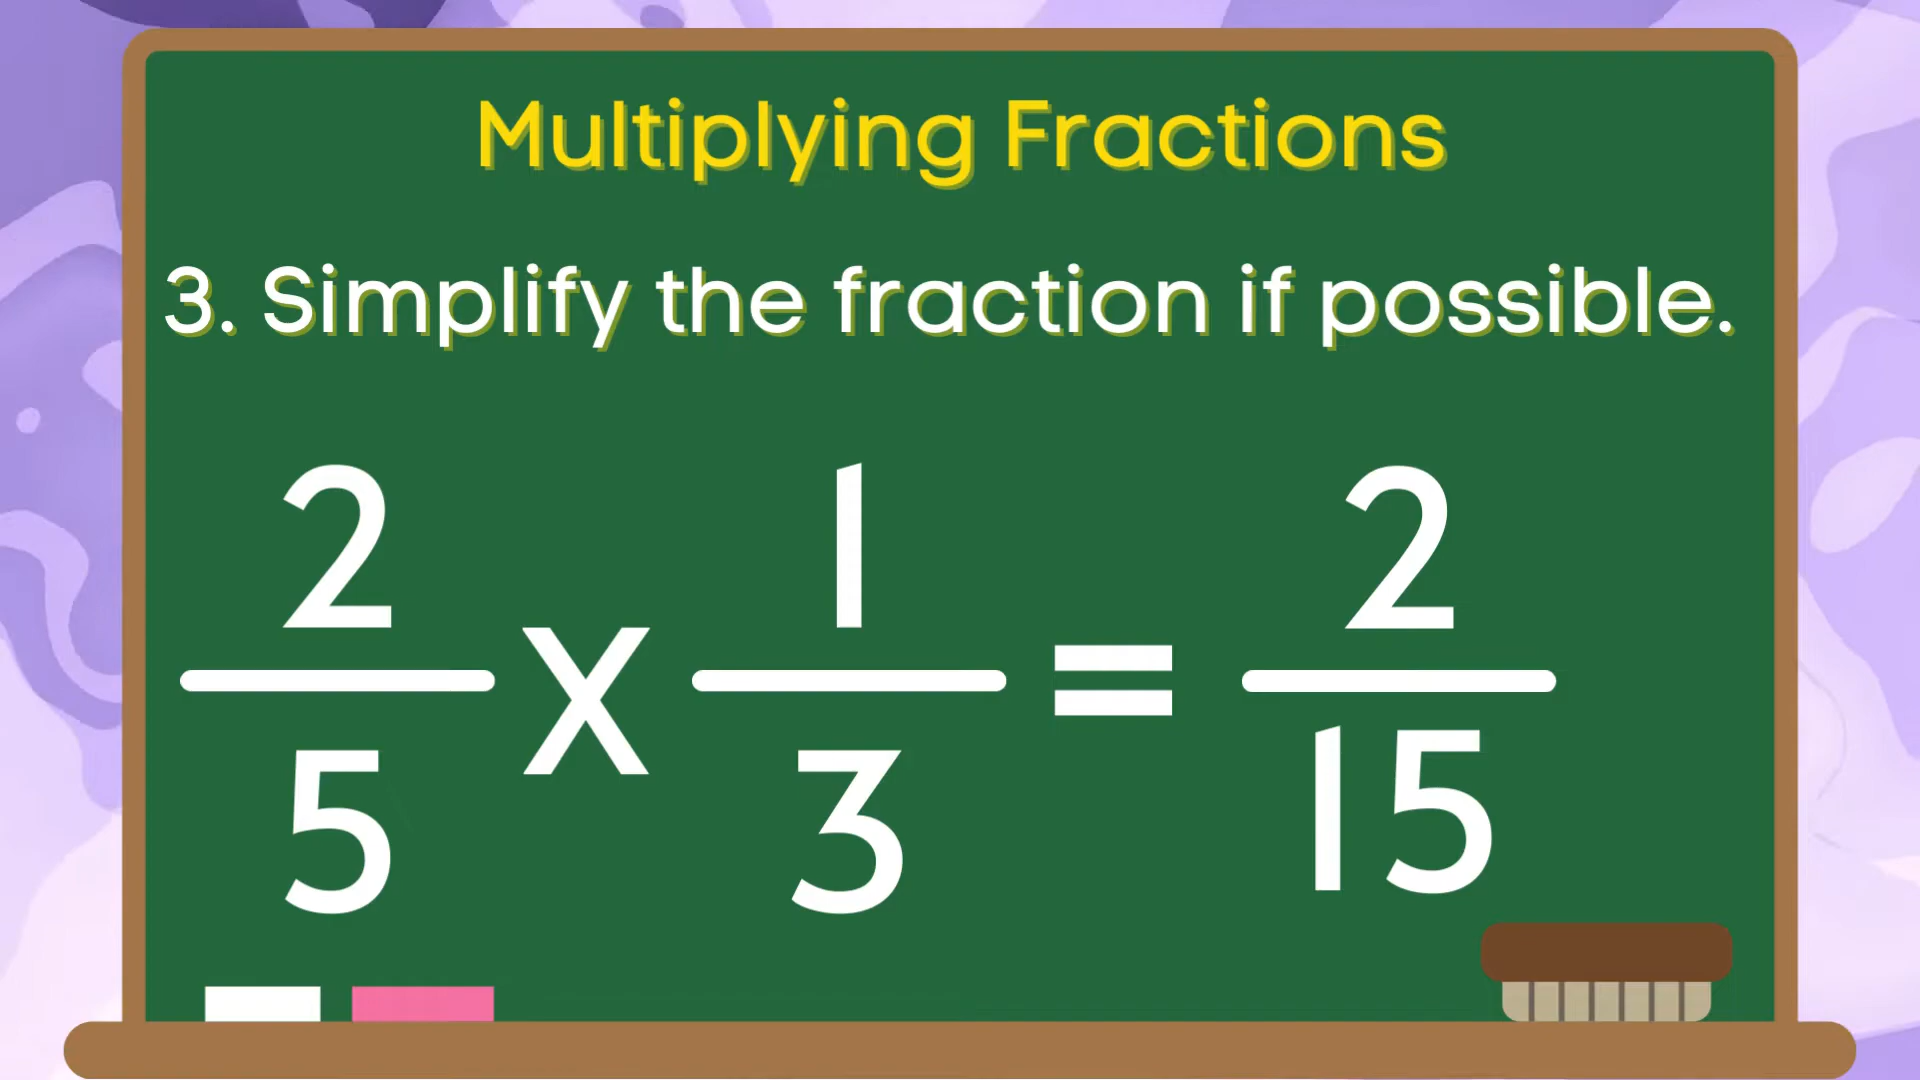 Multiplying Fractions
3. Simplify the fraction if possible.
2 1 2
x =
5 3 15